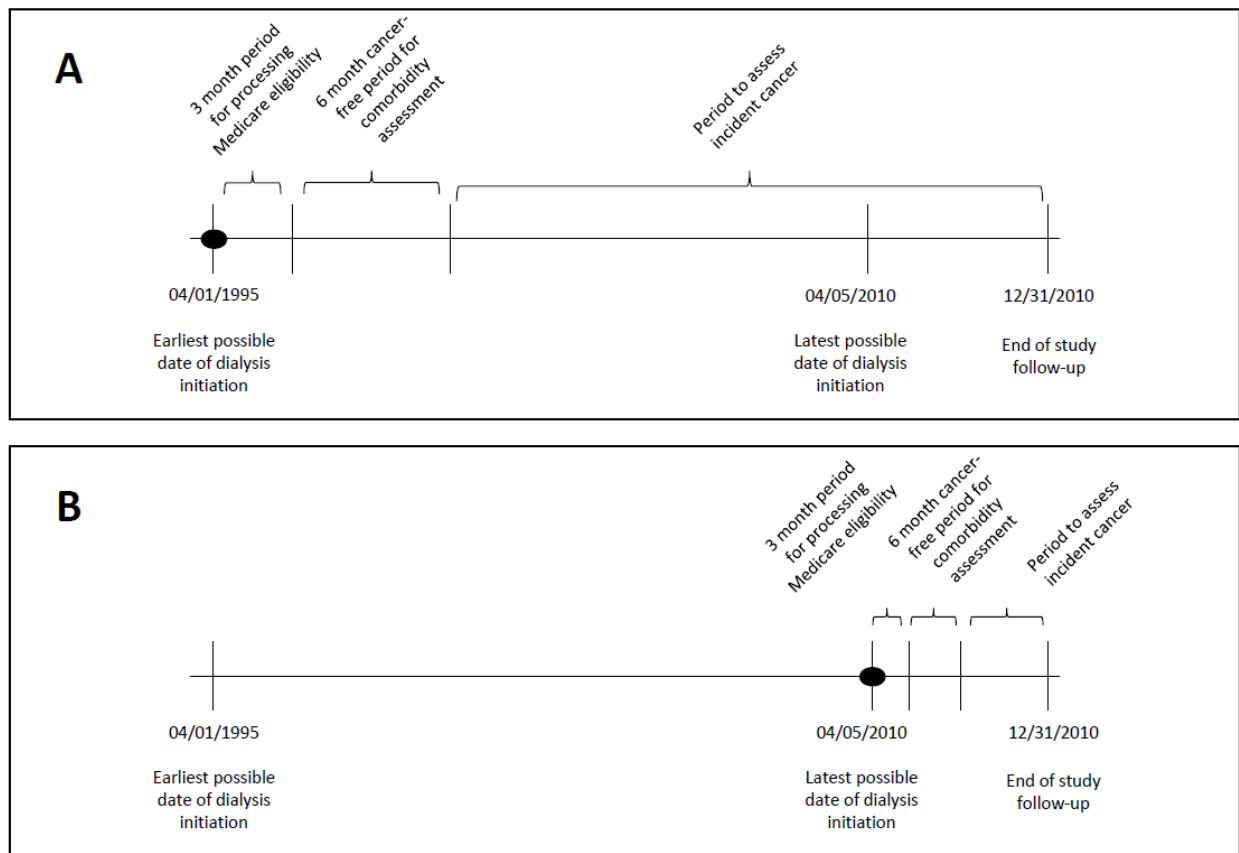 A
3 month period
for processing
Medicare eligibility
6 month cancer-
free period for
comorbidity
assessment
Period to assess
incident cancer
04/01/1995
Earliest possible
date of dialysis
initiation
04/05/2010
Latest possible
date of dialysis
initiation
12/31/2010
End of study
follow-up
B
3 month period
for processing
Medicare eligibility
6 month cancer-
free period for
comorbidity
assessment
Period to assess
incident cancer
04/01/1995
Earliest possible
date of dialysis
initiation
04/05/2010
Latest possible
date of dialysis
initiation
12/31/2010
End of study
follow-up